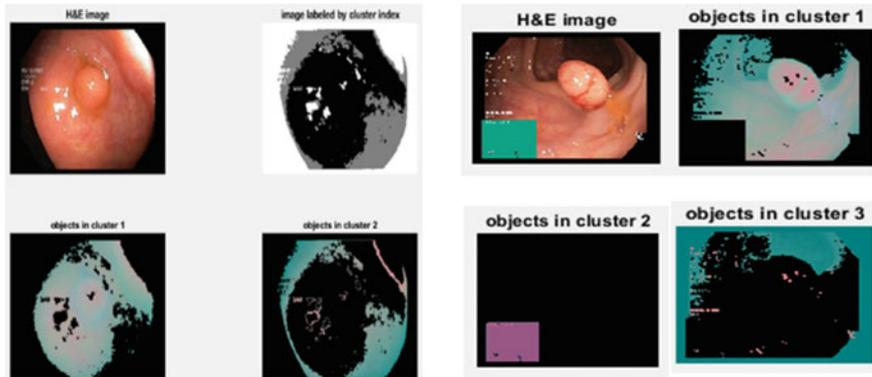 H&E image
image labeled by cluster index
objects in cluster 1
objects in cluster 2
H&E image
objects in cluster 1
objects in cluster 2
objects in cluster 3